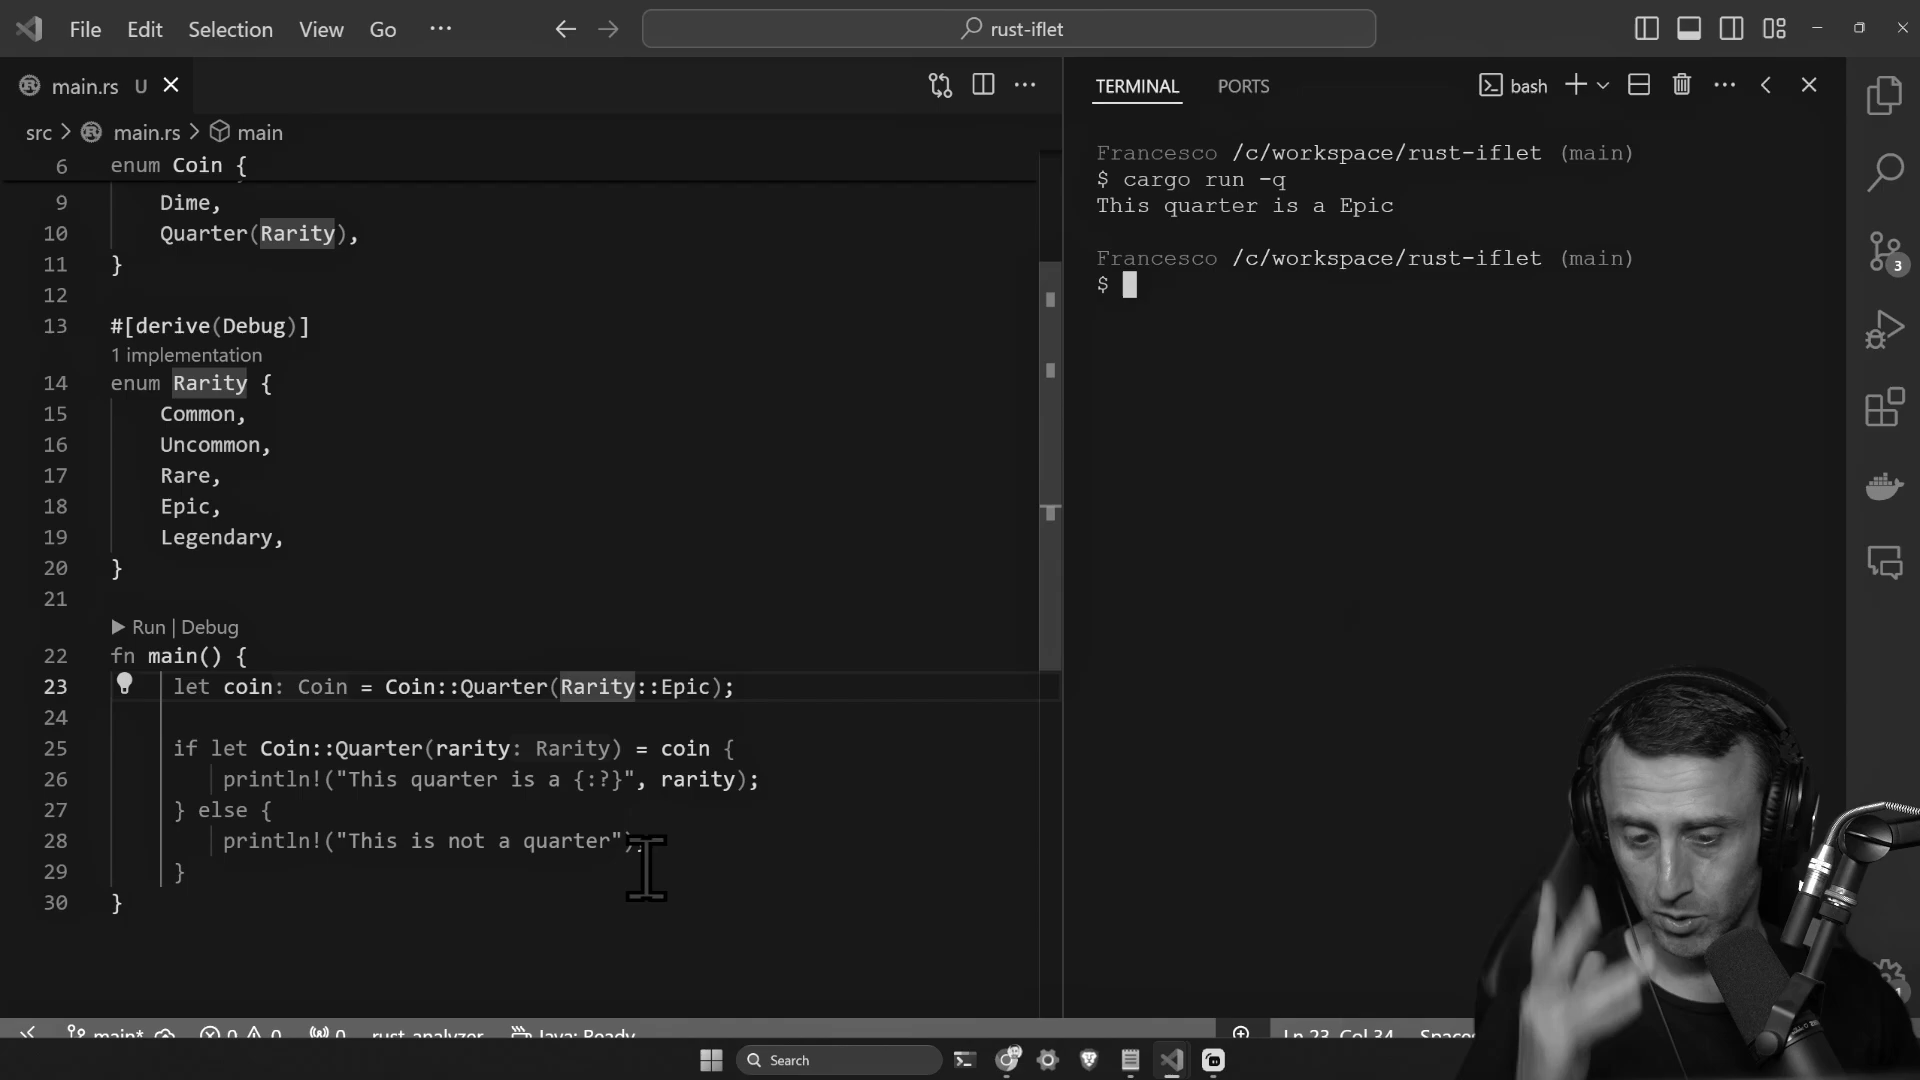 File Edit Selection View Go ··· rust-iflet
main.rs U
src > main.rs > main
6 enum Coin {
9 Dime,
10 Quarter(Rarity),
11 }
12
13 #[derive(Debug)]
1 implementation
14 enum Rarity {
15 Common,
16 Uncommon,
17 Rare,
18 Epic,
19 Legendary,
20 }
21
Run | Debug
22 fn main() {
23 let coin: Coin = Coin::Quarter(Rarity::Epic);
24
25 if let Coin::Quarter(rarity: Rarity) = coin {
26 println!("This quarter is a {:?}", rarity);
27 } else {
28 println!("This is not a quarter");
29 }
30 }
TERMINAL PORTS bash
Francesco /c/workspace/rust-iflet (main)
$ cargo run -q
This quarter is a Epic
Francesco /c/workspace/rust-iflet (main)
$
3
main* 0 0 0 rust-analyzer Java: Ready Ln 23, Col 34
Search